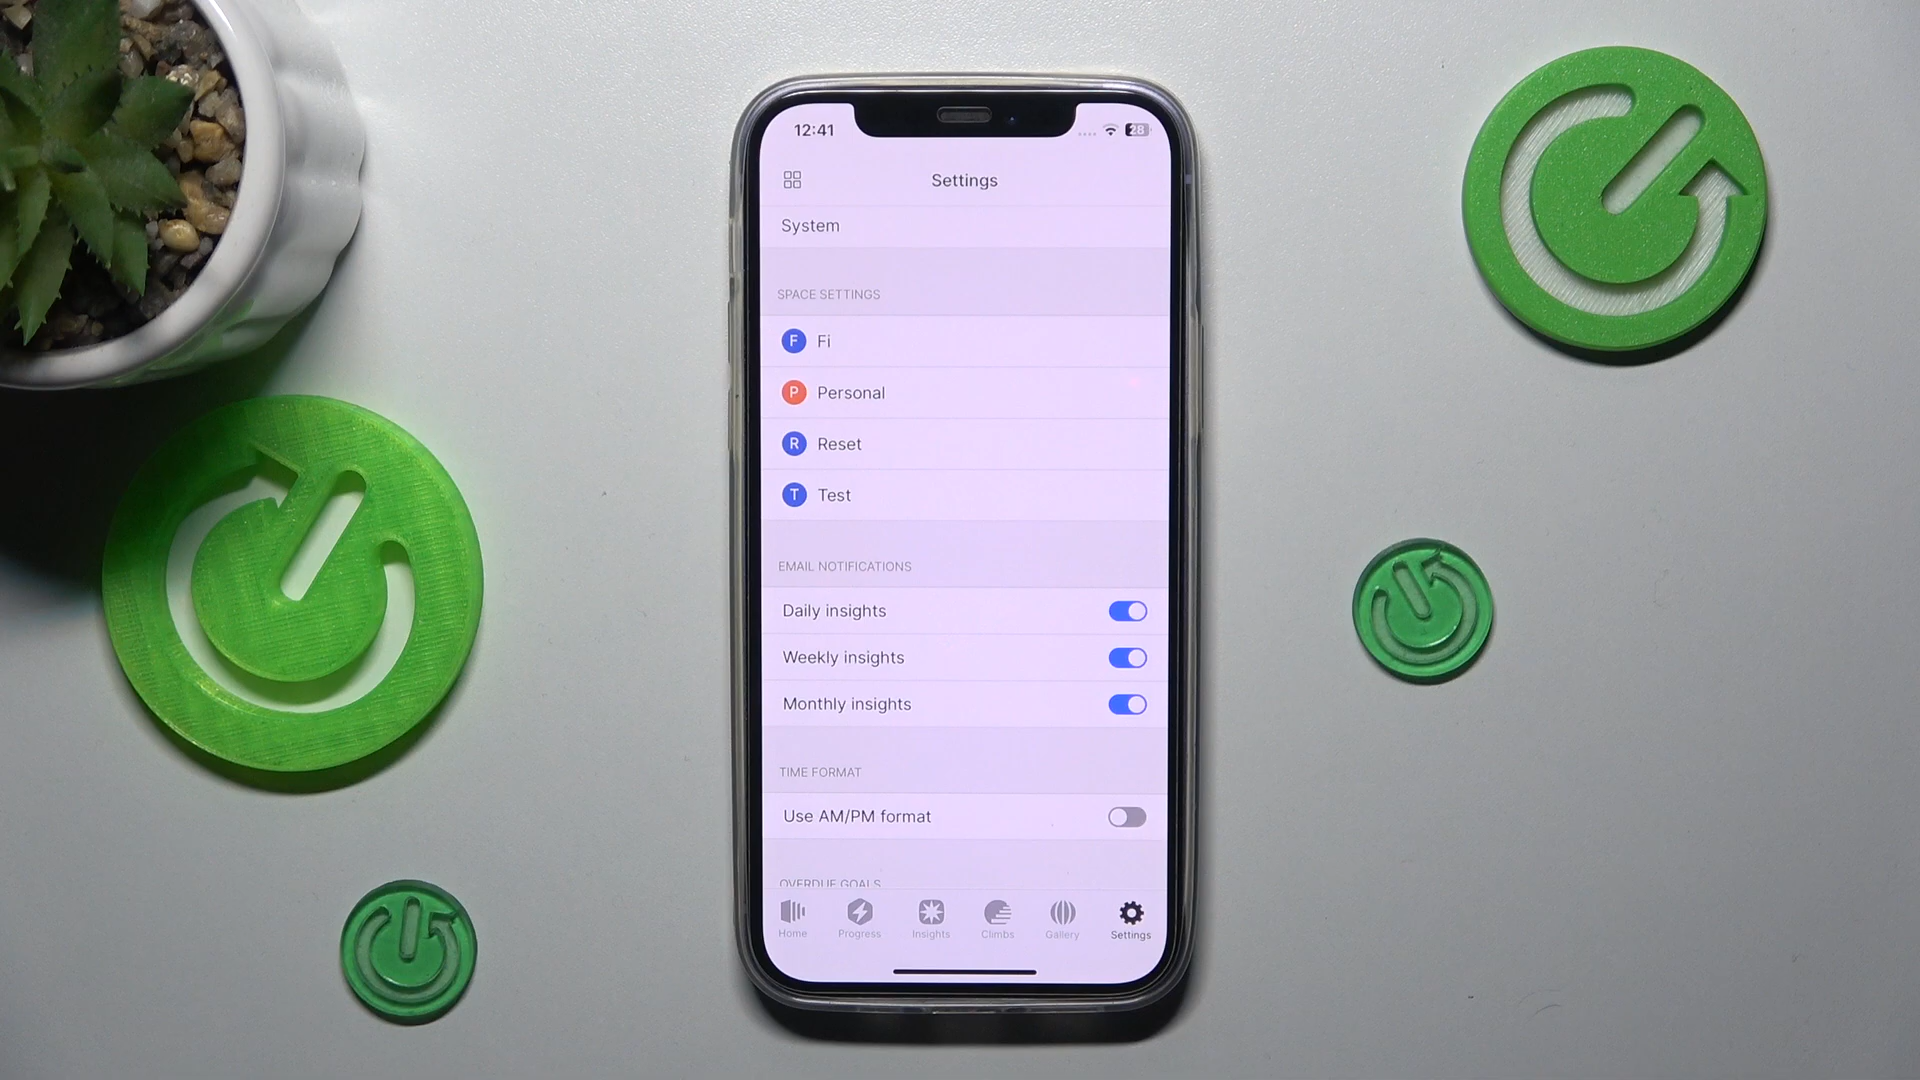 12:41
28
Settings
System
SPACE SETTINGS
F Fi
P Personal
R Reset
T Test
EMAIL NOTIFICATIONS
Daily insights
Weekly insights
Monthly insights
TIME FORMAT
Use AM/PM format
OVERDUE GOALS
Home Progress Insights Climbs Gallery Settings